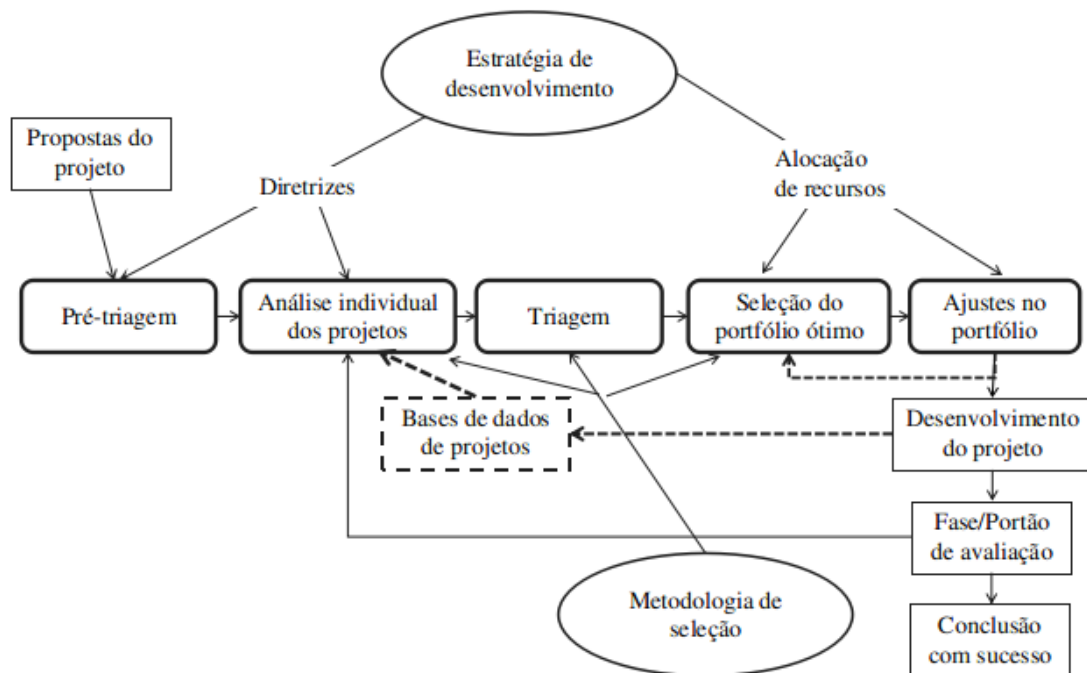 Estratégia de
desenvolvimento
Propostas do
projeto
Diretrizes
Alocação
de recursos
Pré-triagem
Análise individual
dos projetos
Triagem
Seleção do
portfólio ótimo
Ajustes no
portfólio
Bases de dados
de projetos
Desenvolvimento
do projeto
Fase/Portão
de avaliação
Metodologia de
seleção
Conclusão
com sucesso